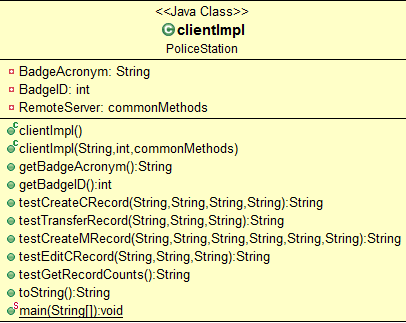 <<Java Class>>
clientImpl
PoliceStation
BadgeAcronym: String
BadgeID: int
RemoteServer: commonMethods
clientImpl()
clientImpl(String,int,commonMethods)
getBadgeAcronym():String
getBadgeID():int
testCreateCRecord(String,String,String,String):String
testTransferRecord(String,String,String):String
testCreateMRecord(String,String,String,String,String,String):String
testEditCRecord(String,String,String):String
testGetRecordCounts():String
toString():String
main(String[]):void